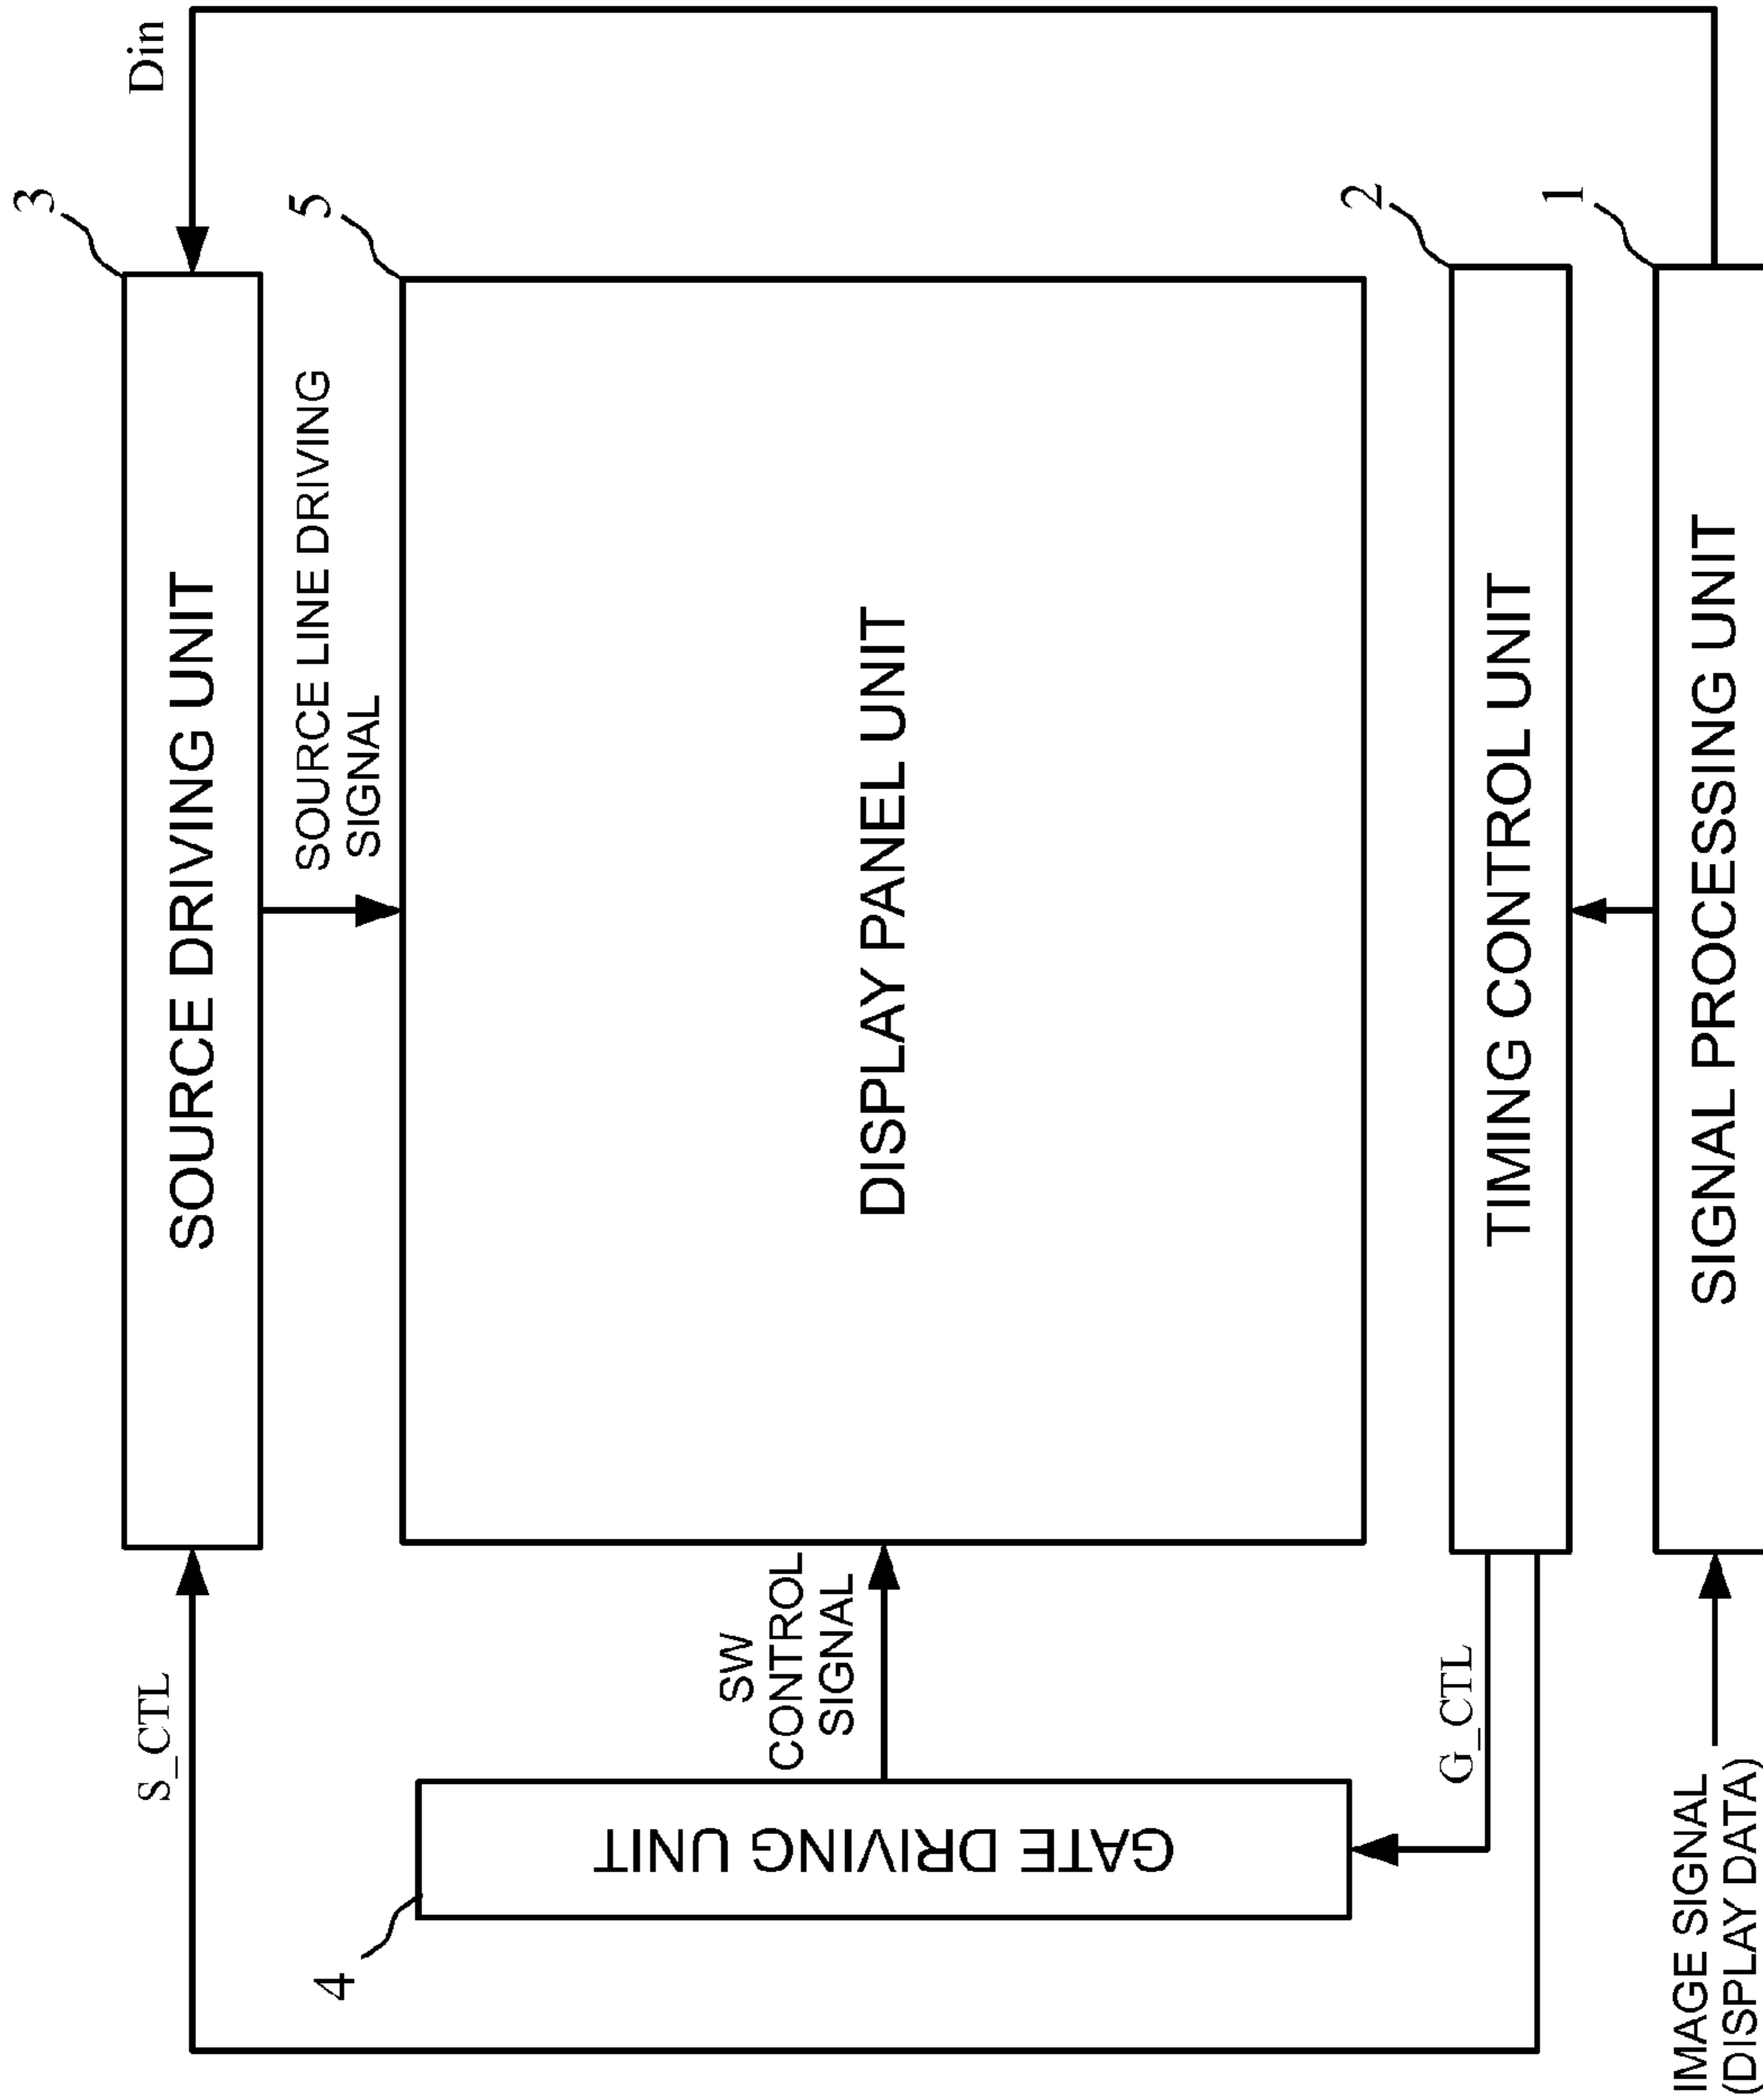 Din
3
SOURCE DRIVING UNIT
S_CTL
SOURCE LINE DRIVING
SIGNAL
5
DISPLAY PANEL UNIT
SW
CONTROL
SIGNAL
GATE DRIVING UNIT
4
G_CTL
2
TIMING CONTROL UNIT
1
SIGNAL PROCESSING UNIT
IMAGE SIGNAL
(DISPLAY DATA)